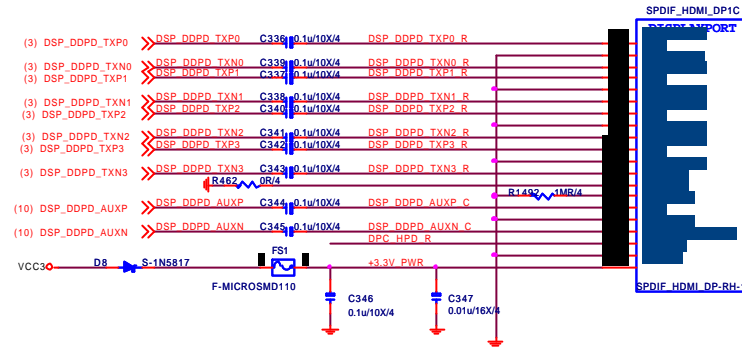 SPDIF_HDMI_DP1C
DISPLAYPORT
(3) DSP_DDPD_TXP0 DSP_DDPD_TXP0 C336 0.1u/10X/4 DSP_DDPD_TXP0_R
(3) DSP_DDPD_TXN0 DSP_DDPD_TXN0 C339 0.1u/10X/4 DSP_DDPD_TXN0_R
(3) DSP_DDPD_TXP1 DSP_DDPD_TXP1 C337 0.1u/10X/4 DSP_DDPD_TXP1_R
(3) DSP_DDPD_TXN1 DSP_DDPD_TXN1 C338 0.1u/10X/4 DSP_DDPD_TXN1_R
(3) DSP_DDPD_TXP2 DSP_DDPD_TXP2 C340 0.1u/10X/4 DSP_DDPD_TXP2_R
(3) DSP_DDPD_TXN2 DSP_DDPD_TXN2 C341 0.1u/10X/4 DSP_DDPD_TXN2_R
(3) DSP_DDPD_TXP3 DSP_DDPD_TXP3 C342 0.1u/10X/4 DSP_DDPD_TXP3_R
(3) DSP_DDPD_TXN3 DSP_DDPD_TXN3 C343 0.1u/10X/4 DSP_DDPD_TXN3_R
R462 0R/4
R1492 1MR/4
(10) DSP_DDPD_AUXP DSP_DDPD_AUXP C344 0.1u/10X/4 DSP_DDPD_AUXP_C
(10) DSP_DDPD_AUXN DSP_DDPD_AUXN C345 0.1u/10X/4 DSP_DDPD_AUXN_C
DPC_HPD_R
FS1
VCC3 D8 S-1N5817 +3.3V_PWR
F-MICROSMD110
SPDIF_HDMI_DP-RH-
C346
0.1u/10X/4
C347
0.01u/16X/4